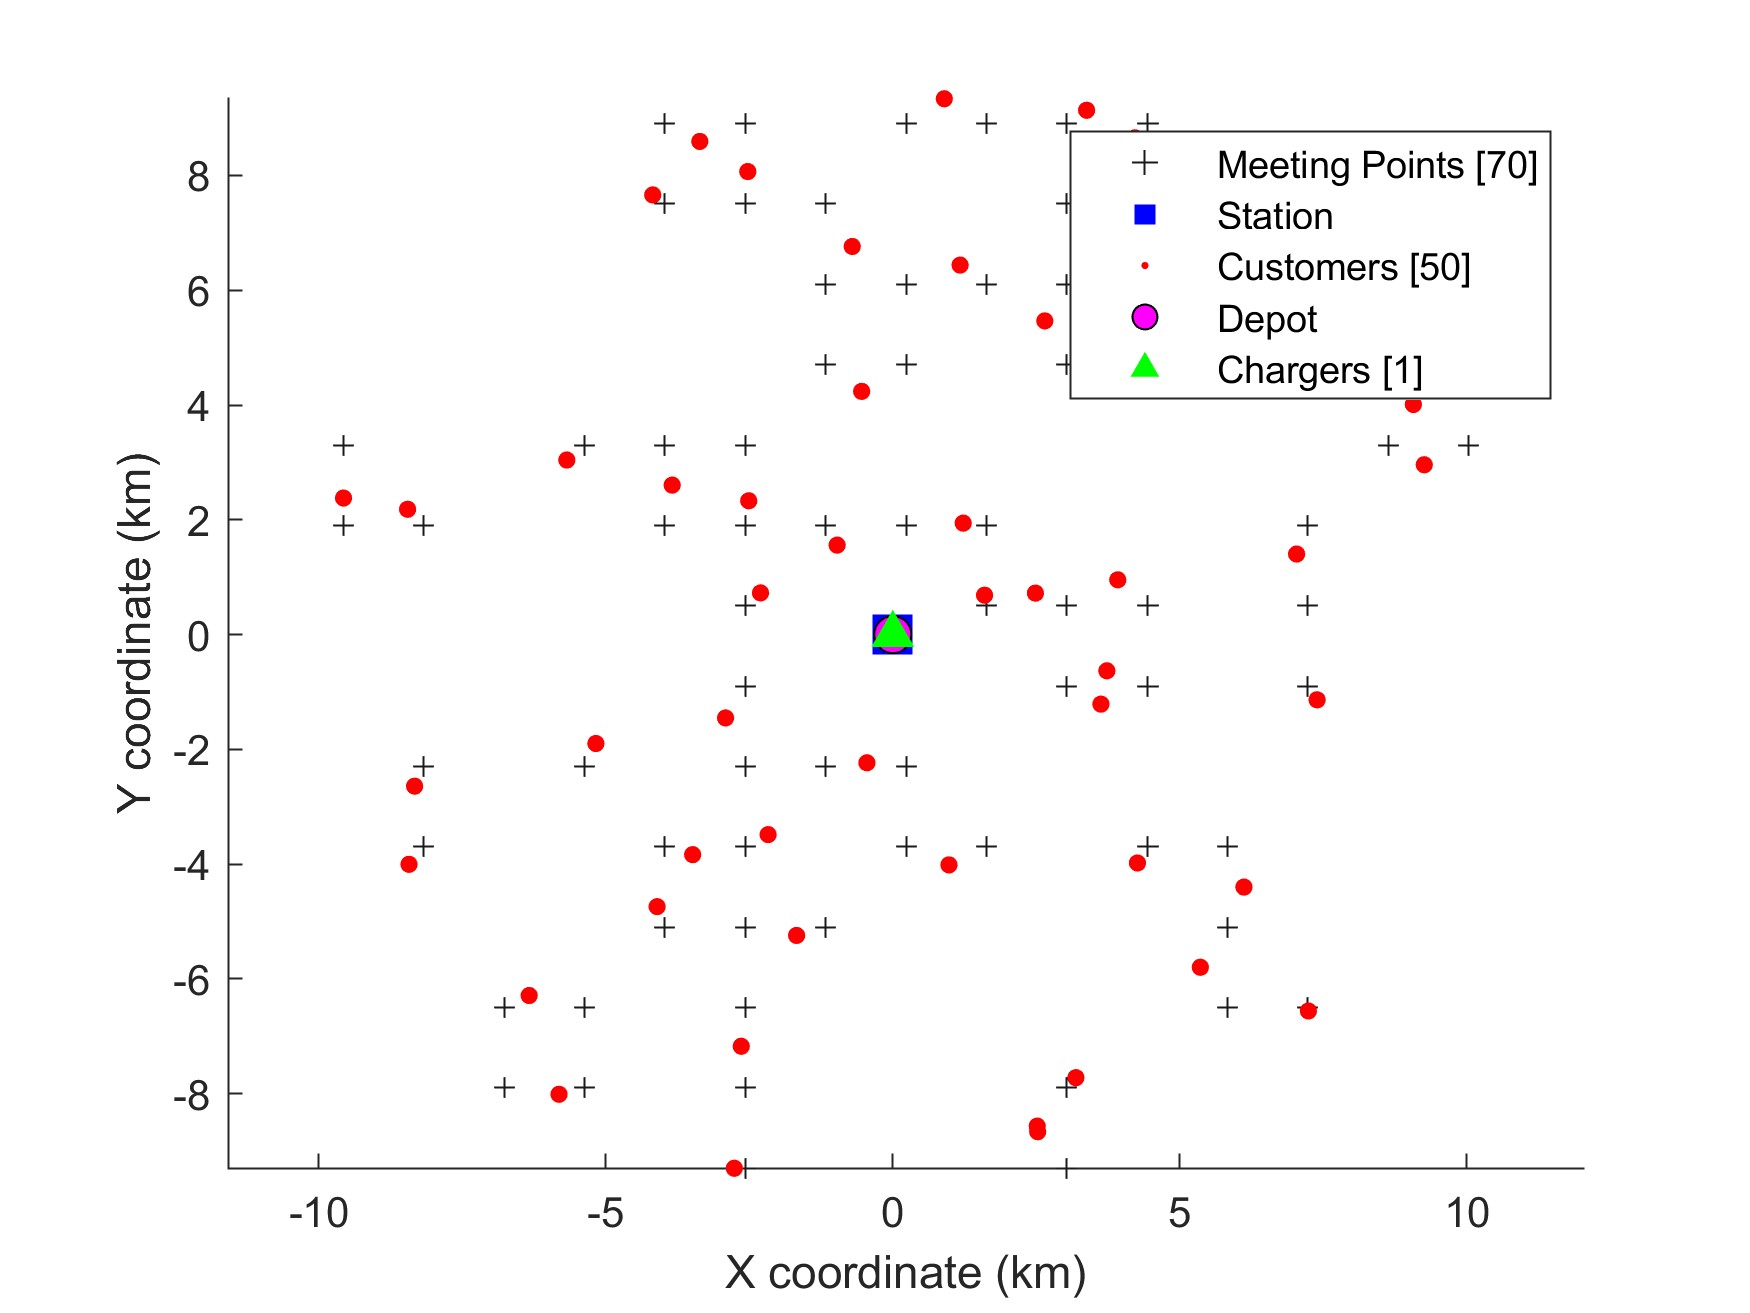 Meeting Points [70]
Station
Customers [50]
Depot
Chargers [1]
8
6
4
2
0
-2
-4
-6
-8
Y coordinate (km)
-10 -5 0 5 10
X coordinate (km)